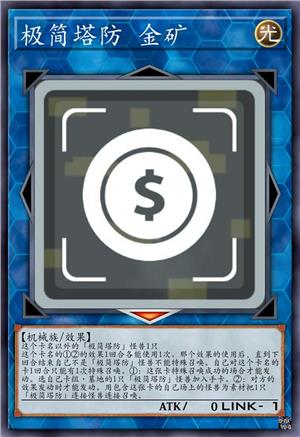 极简塔防 金矿
光
$
【机械族/效果】
这个卡名以外的「极简塔防」怪兽1只
这个卡名的①②的效果1回合各能使用1次。那个效果的使用后,直到下
回合结束自己不是「极简塔防」怪兽不能特殊召唤。自己对这个卡名的
卡1回合只能有1次特殊召唤。①:这张卡特殊召唤成功的场合才能发
动。选自己卡组·墓地的1只「极简塔防」怪兽加入手卡。②:对方的
效果发动时才能发动。用包含这张卡的自己场上的怪兽为素材把1只
「极简塔防」连接怪兽连接召唤。
ATK/ 0 LINK- 1